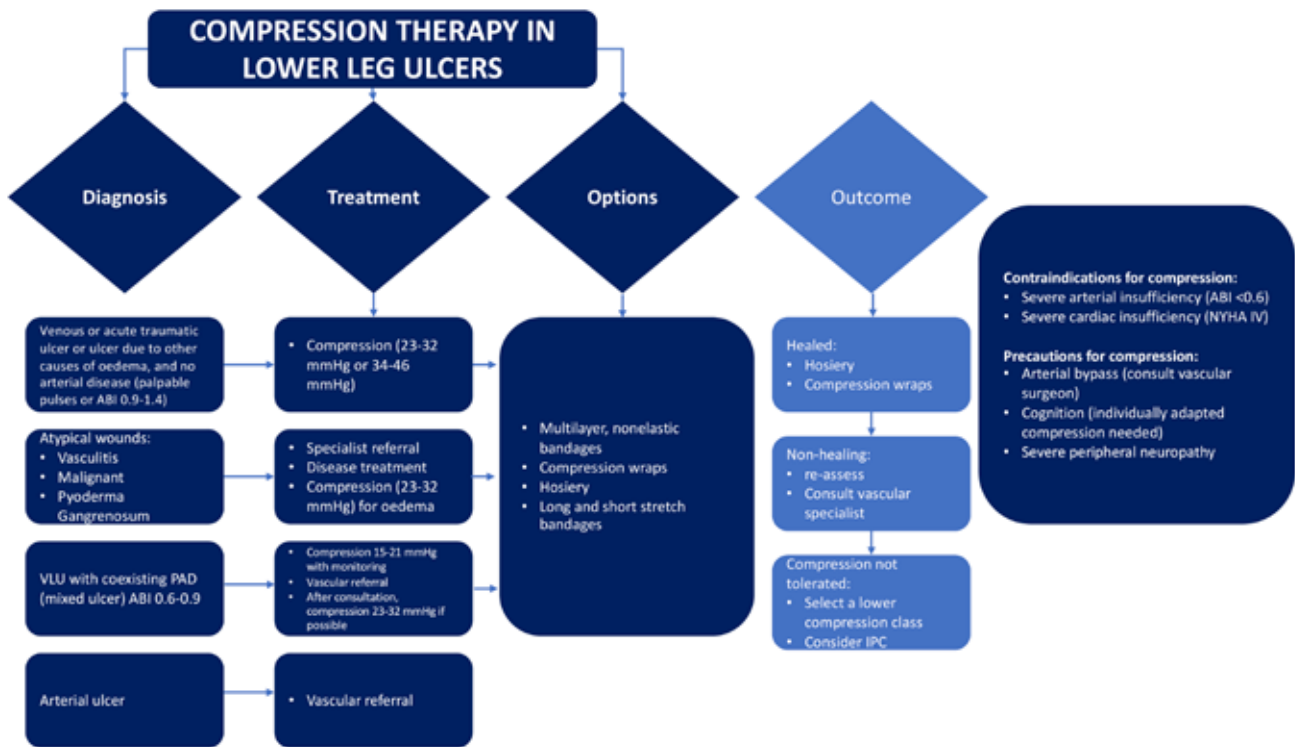 COMPRESSION THERAPY IN
LOWER LEG ULCERS
Diagnosis
Treatment
Options
Outcome
Venous or acute traumatic
ulcer or ulcer due to other
causes of oedema, and no
arterial disease (palpable
pulses or ABI 0.9-1.4)
• Compression (23-32
mmHg or 34-46
mmHg)
Atypical wounds:
• Vasculitis
• Malignant
• Pyoderma
Gangrenosum
• Specialist referral
• Disease treatment
• Compression (23-32
mmHg) for oedema
VLU with coexisting PAD
(mixed ulcer) ABI 0.6-0.9
• Compression 15-21 mmHg
with monitoring
• Vascular referral
• After consultation,
compression 23-32 mmHg if
possible
Arterial ulcer
• Vascular referral
• Multilayer, nonelastic
bandages
• Compression wraps
• Hosiery
• Long and short stretch
bandages
Healed:
• Hosiery
• Compression wraps
Non-healing:
• re-assess
• Consult vascular
specialist
Compression not
tolerated:
• Select a lower
compression class
• Consider IPC
Contraindications for compression:
• Severe arterial insufficiency (ABI <0.6)
• Severe cardiac insufficiency (NYHA IV)
Precautions for compression:
• Arterial bypass (consult vascular
surgeon)
• Cognition (individually adapted
compression needed)
• Severe peripheral neuropathy